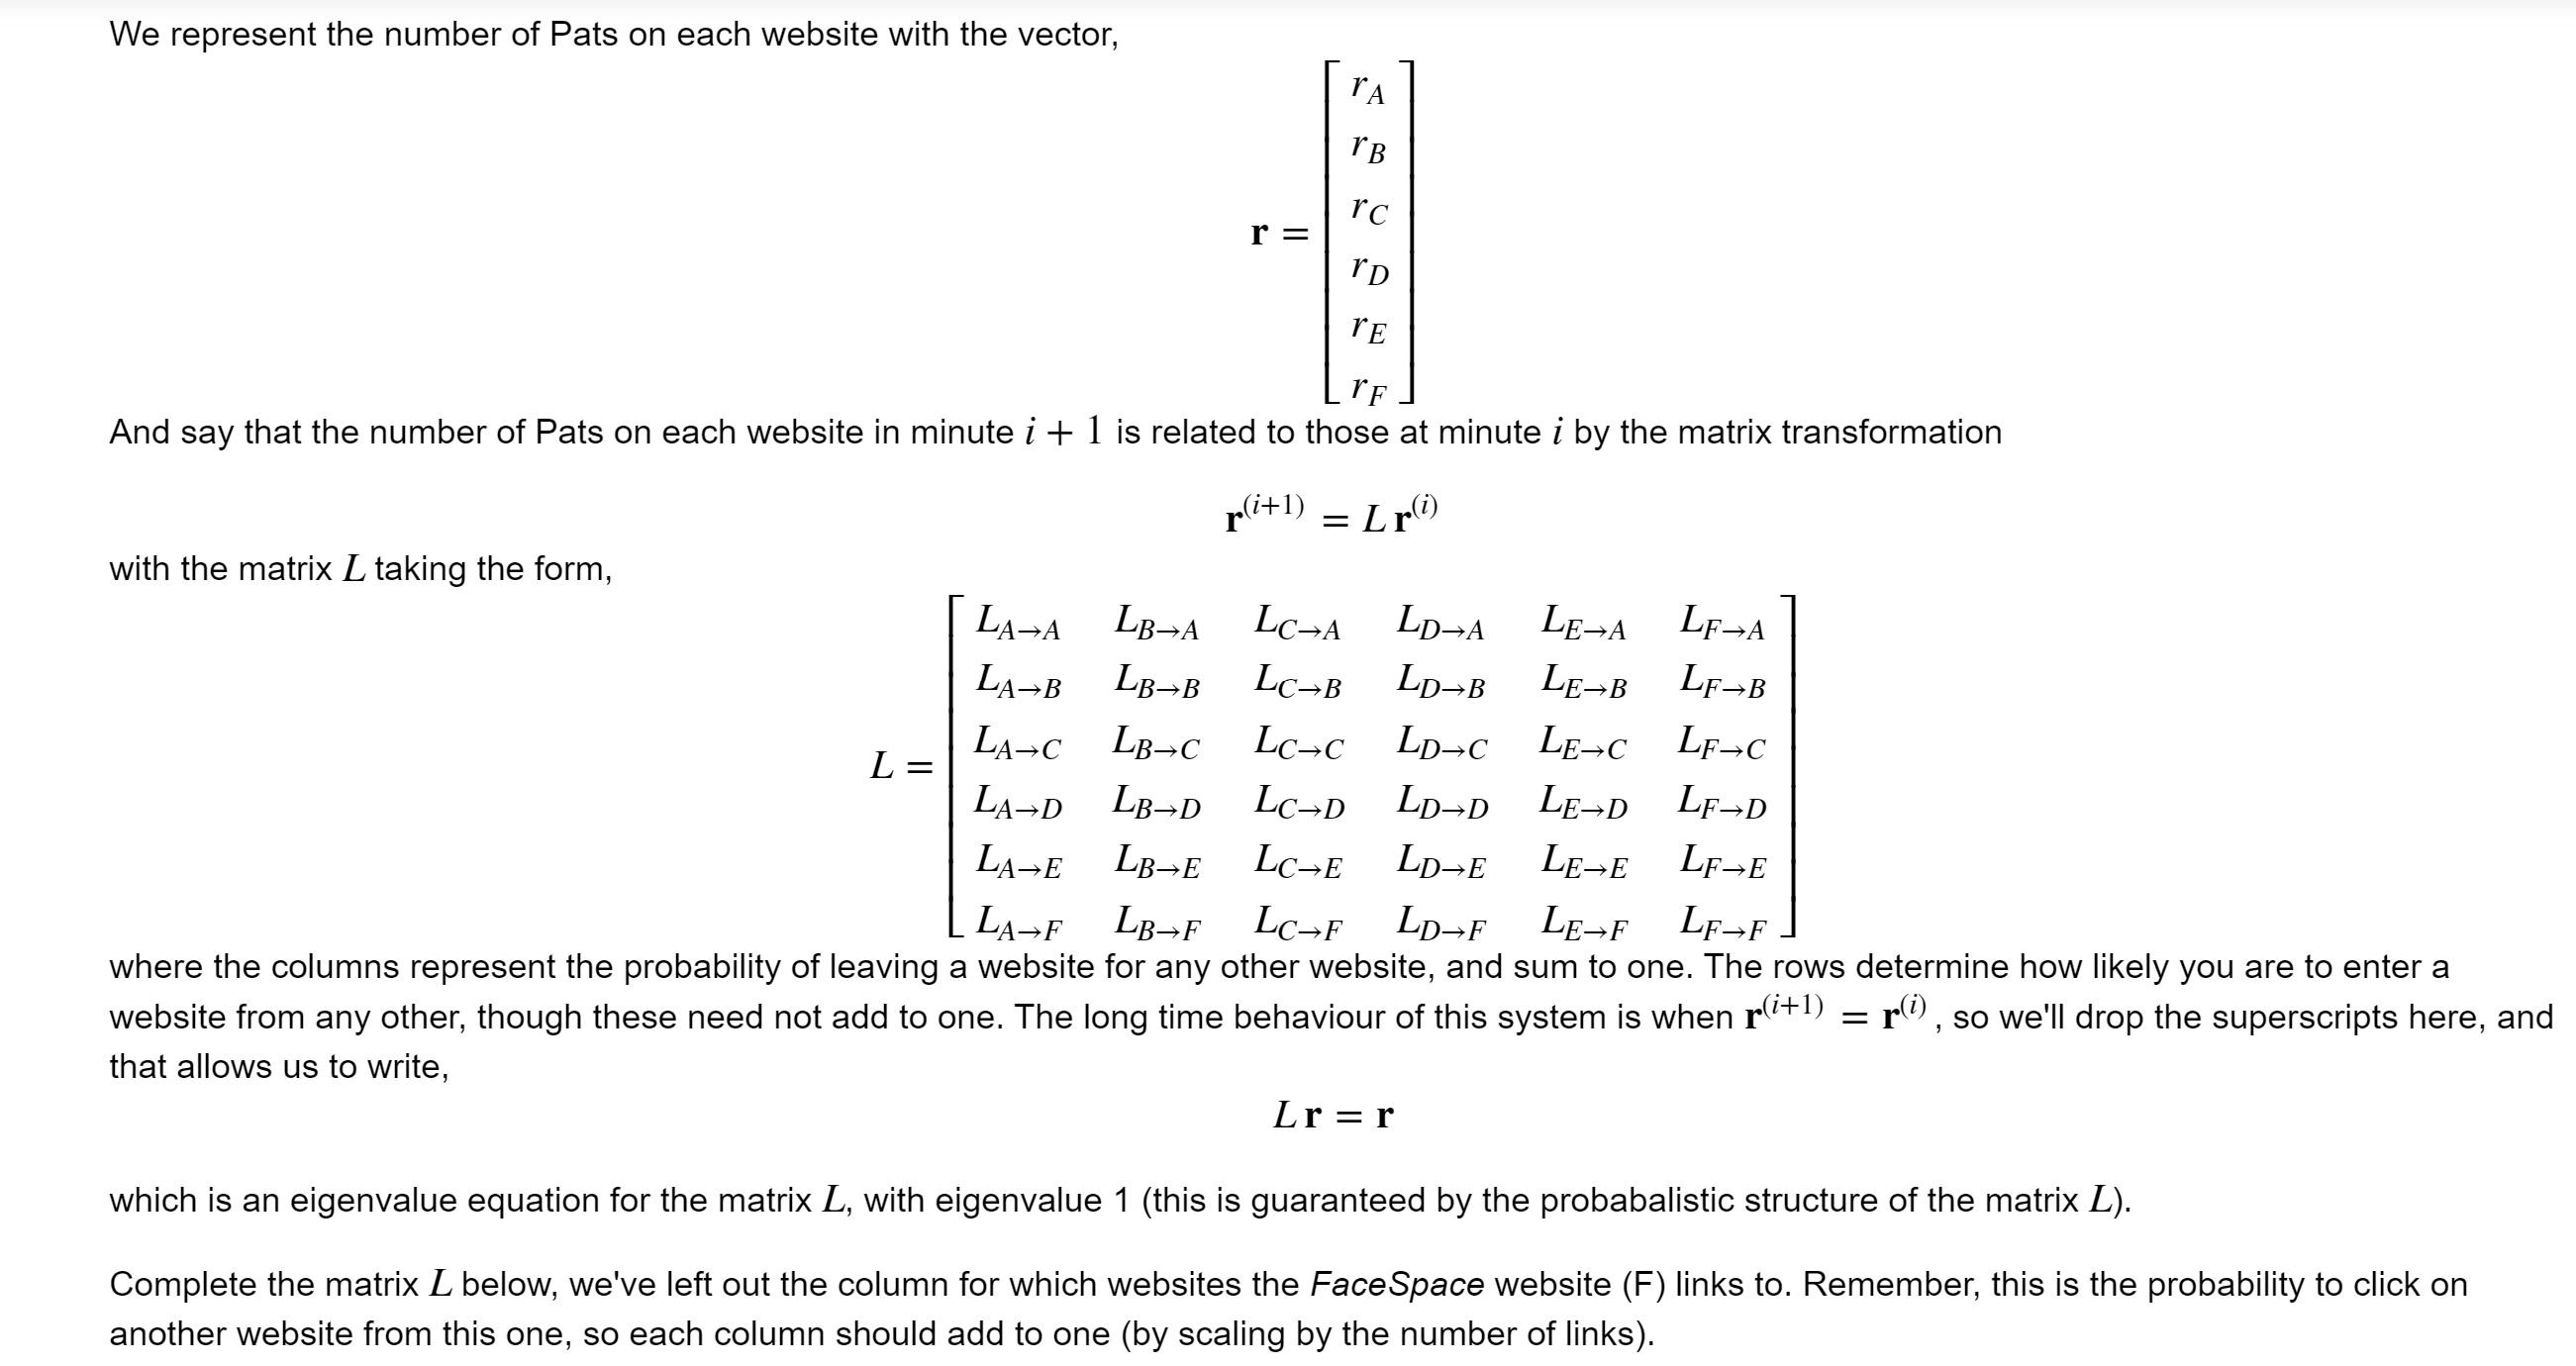 We represent the number of Pats on each website with the vector,
r = [ r_A
r_B
r_C
r_D
r_E
r_F ]
And say that the number of Pats on each website in minute i + 1 is related to those at minute i by the matrix transformation
r^(i+1) = L r^(i)
with the matrix L taking the form,
L = [ L_A→A L_B→A L_C→A L_D→A L_E→A L_F→A
L_A→B L_B→B L_C→B L_D→B L_E→B L_F→B
L_A→C L_B→C L_C→C L_D→C L_E→C L_F→C
L_A→D L_B→D L_C→D L_D→D L_E→D L_F→D
L_A→E L_B→E L_C→E L_D→E L_E→E L_F→E
L_A→F L_B→F L_C→F L_D→F L_E→F L_F→F ]
where the columns represent the probability of leaving a website for any other website, and sum to one. The rows determine how likely you are to enter a
website from any other, though these need not add to one. The long time behaviour of this system is when r^(i+1) = r^(i), so we'll drop the superscripts here, and
that allows us to write,
L r = r
which is an eigenvalue equation for the matrix L, with eigenvalue 1 (this is guaranteed by the probabalistic structure of the matrix L).
Complete the matrix L below, we've left out the column for which websites the FaceSpace website (F) links to. Remember, this is the probability to click on
another website from this one, so each column should add to one (by scaling by the number of links).